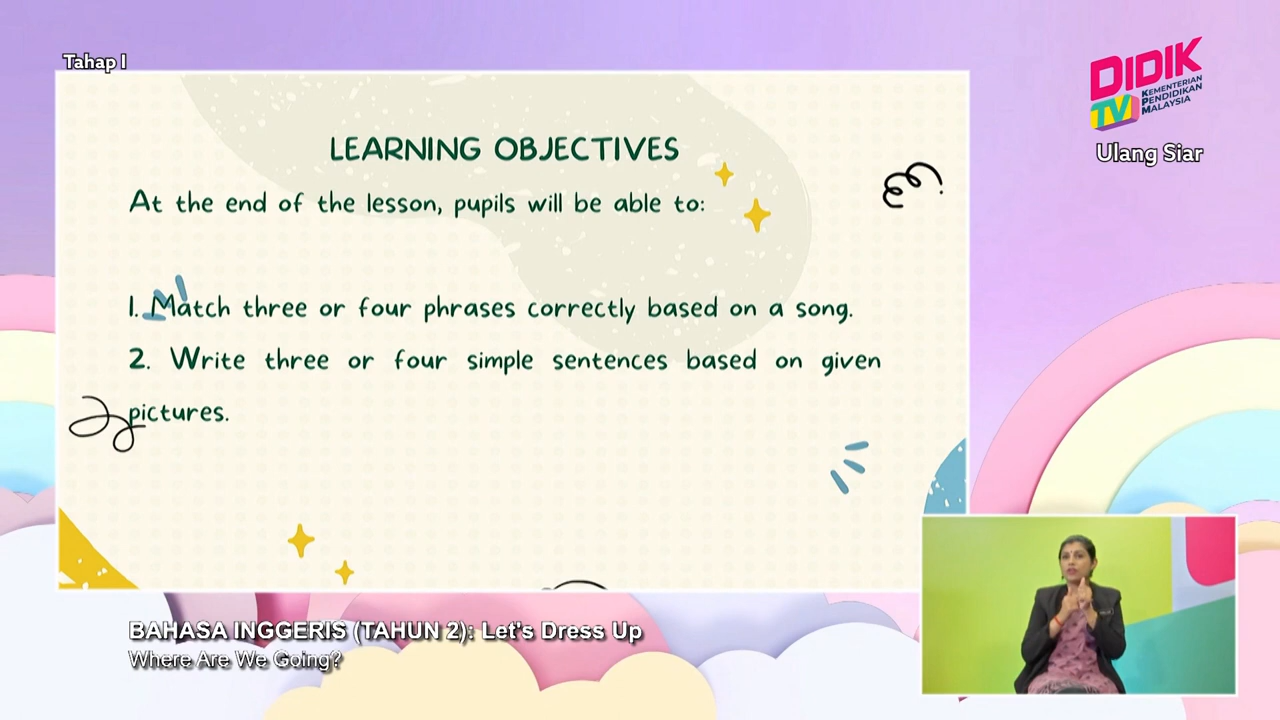 Tahap I
DIDIK
TV
KEMENTERIAN
PENDIDIKAN
MALAYSIA
Ulang Siar
LEARNING OBJECTIVES
At the end of the lesson, pupils will be able to:
1. Match three or four phrases correctly based on a song.
2. Write three or four simple sentences based on given
pictures.
BAHASA INGGERIS (TAHUN 2): Let's Dress Up
Where Are We Going?